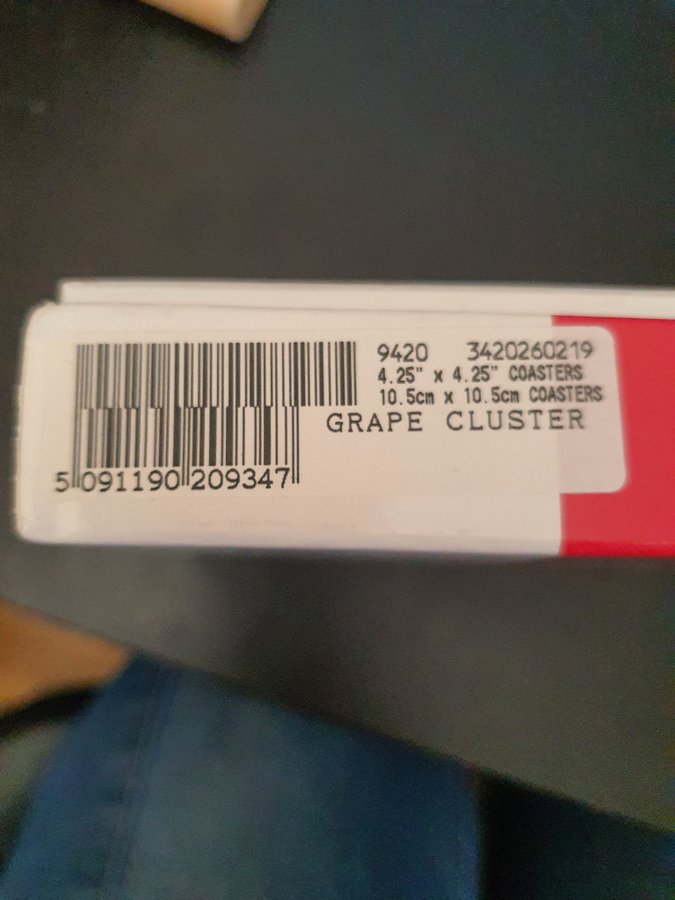 9420 3420260219
4.25" x 4.25" COASTERS
10.5cm x 10.5cm COASTERS
GRAPE CLUSTER
5 091190 209347